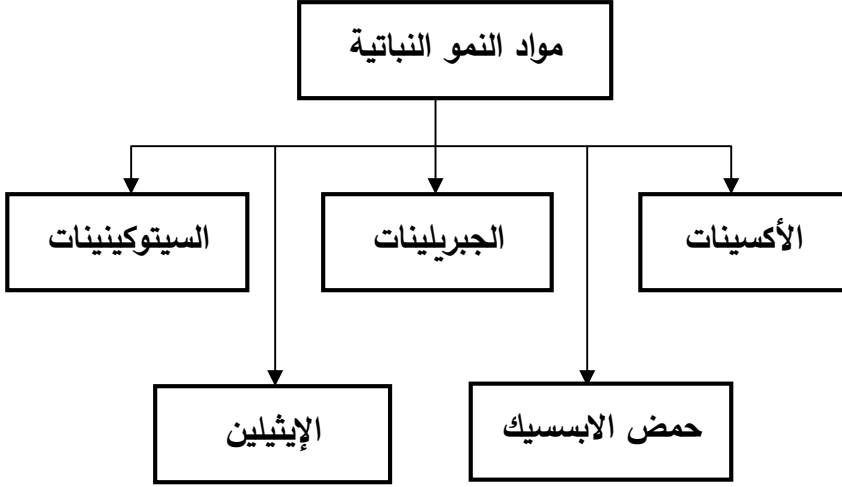 مواد النمو النباتية
الأكسينات
الجبريلينات
السيتوكينينات
حمض الابسسيك
الإيثيلين